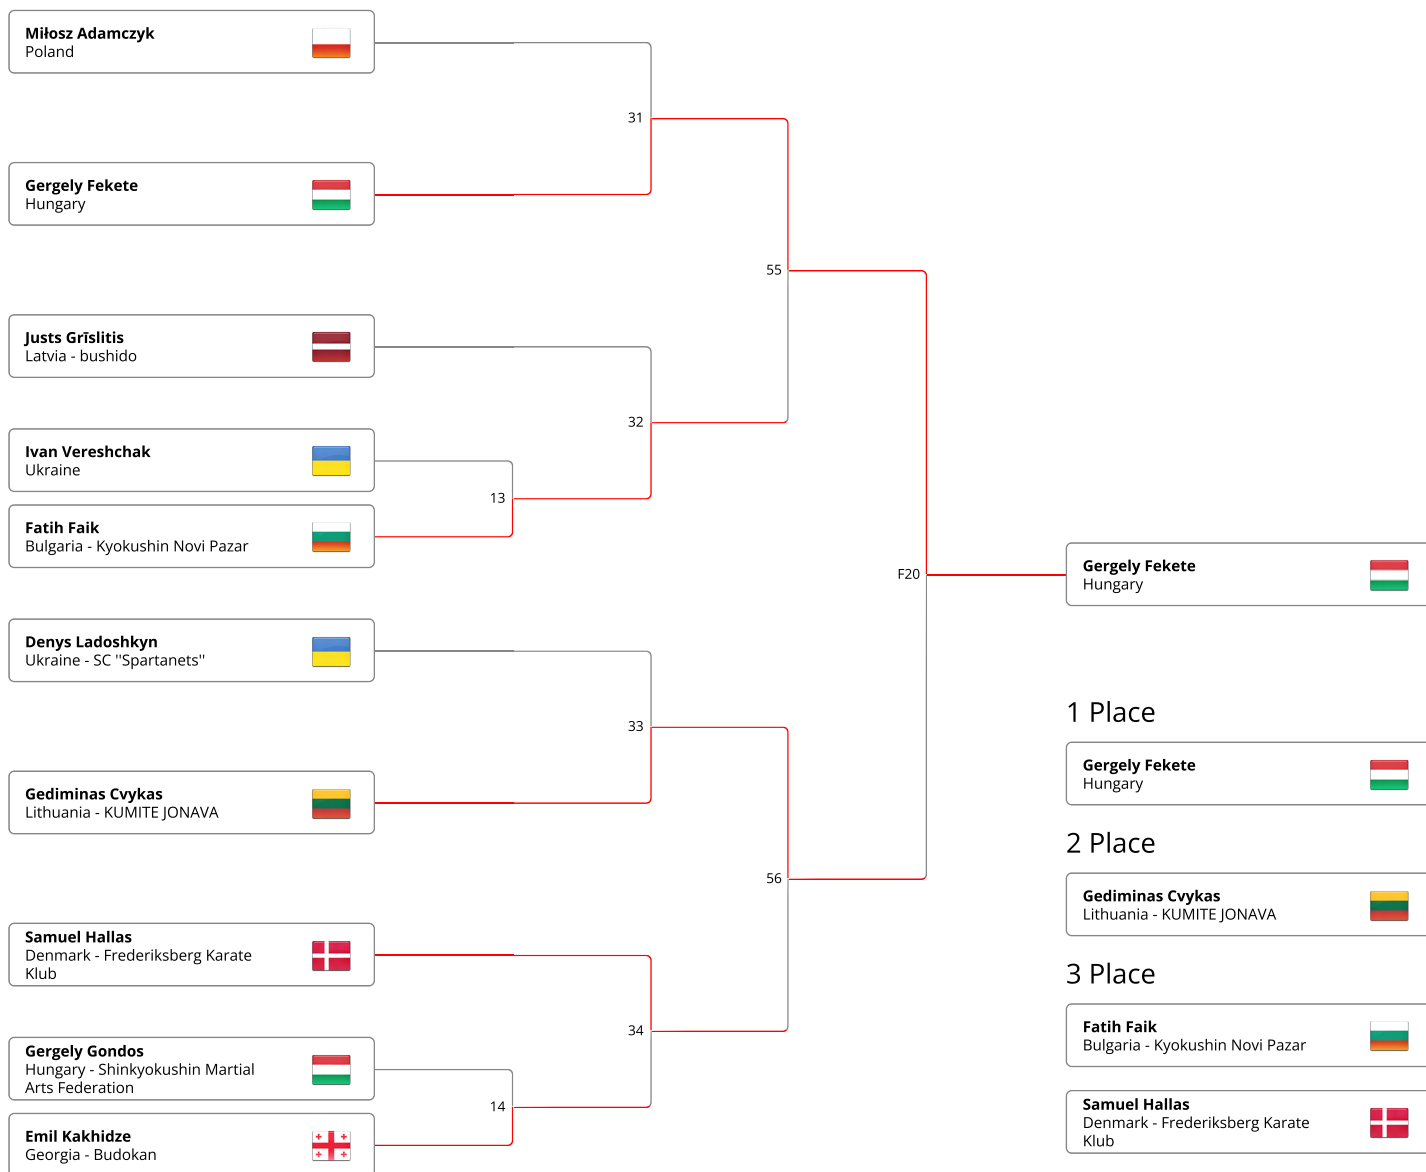 Miłosz Adamczyk
Poland
31
Gergely Fekete
Hungary
55
Justs Grīslitis
Latvia - bushido
32
Ivan Vereshchak
Ukraine
13
Fatih Faik
Bulgaria - Kyokushin Novi Pazar
F20
Gergely Fekete
Hungary
Denys Ladoshkyn
Ukraine - SC "Spartanets"
33
Gediminas Cvykas
Lithuania - KUMITE JONAVA
56
Samuel Hallas
Denmark - Frederiksberg Karate
Klub
34
Gergely Gondos
Hungary - Shinkyokushin Martial
Arts Federation
14
Emil Kakhidze
Georgia - Budokan
1 Place
Gergely Fekete
Hungary
2 Place
Gediminas Cvykas
Lithuania - KUMITE JONAVA
3 Place
Fatih Faik
Bulgaria - Kyokushin Novi Pazar
Samuel Hallas
Denmark - Frederiksberg Karate
Klub